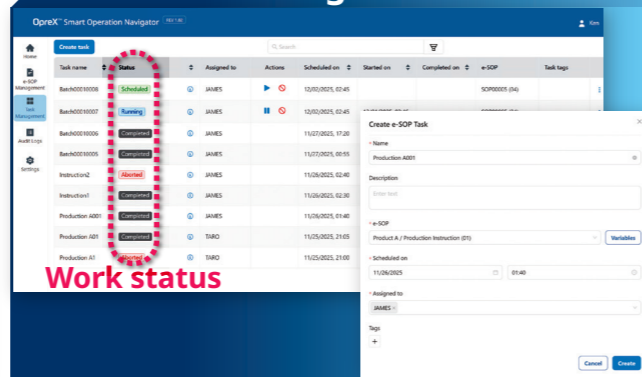 OpreX™ Smart Operation Navigator
Kim
Home
e-SOP
Management
Task
Management
Audit Logs
Settings
Create task
Search
Task name Status Assigned to Actions Scheduled on Started on Completed on e-SOP Task tags
Batch00010008 Scheduled JAMES 12/02/2025, 02:45 SOP00005 (04)
Batch00010007 Running JAMES 12/02/2025, 02:45
Batch00010006 Completed JAMES 11/27/2025, 17:20
Batch00010005 Completed JAMES 11/27/2025, 00:55
Instruction2 Aborted JAMES 11/26/2025, 02:40
Instruction1 Completed JAMES 11/26/2025, 02:30
Production A001 Completed JAMES 11/26/2025, 01:40
Production A01 Completed TARO 11/25/2025, 21:05
Production A1 Aborted TARO 11/25/2025, 21:00
Work status
Create e-SOP Task
* Name
Production A001
Description
Enter text
* e-SOP
Product A / Production Instruction (01)
Variables
* Scheduled on
11/26/2025 01:40
* Assigned to
JAMES
Tags
+
Cancel Create